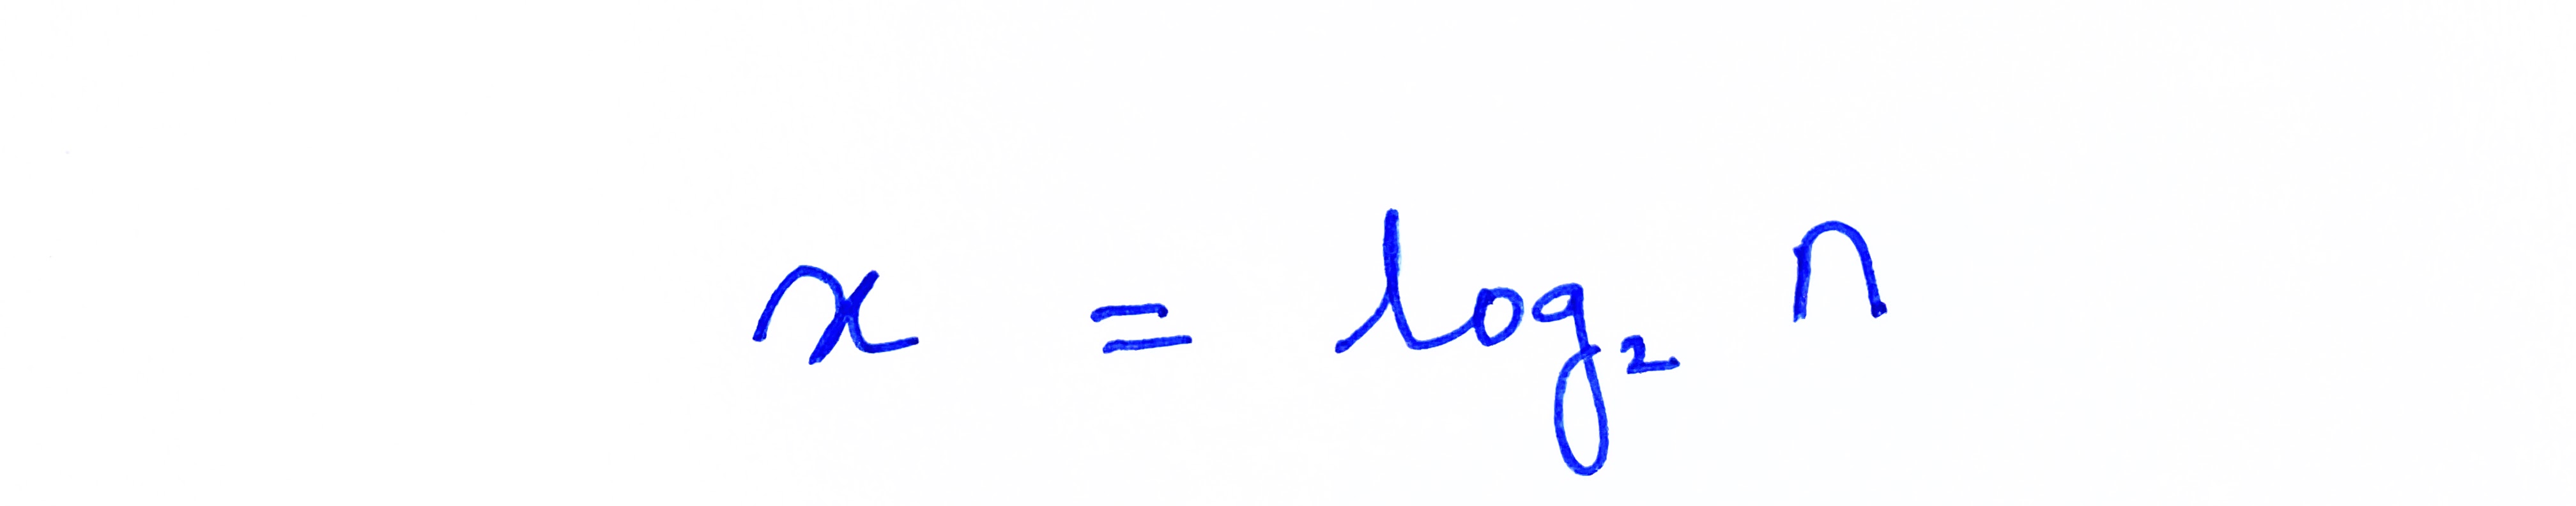 x = log₂ n